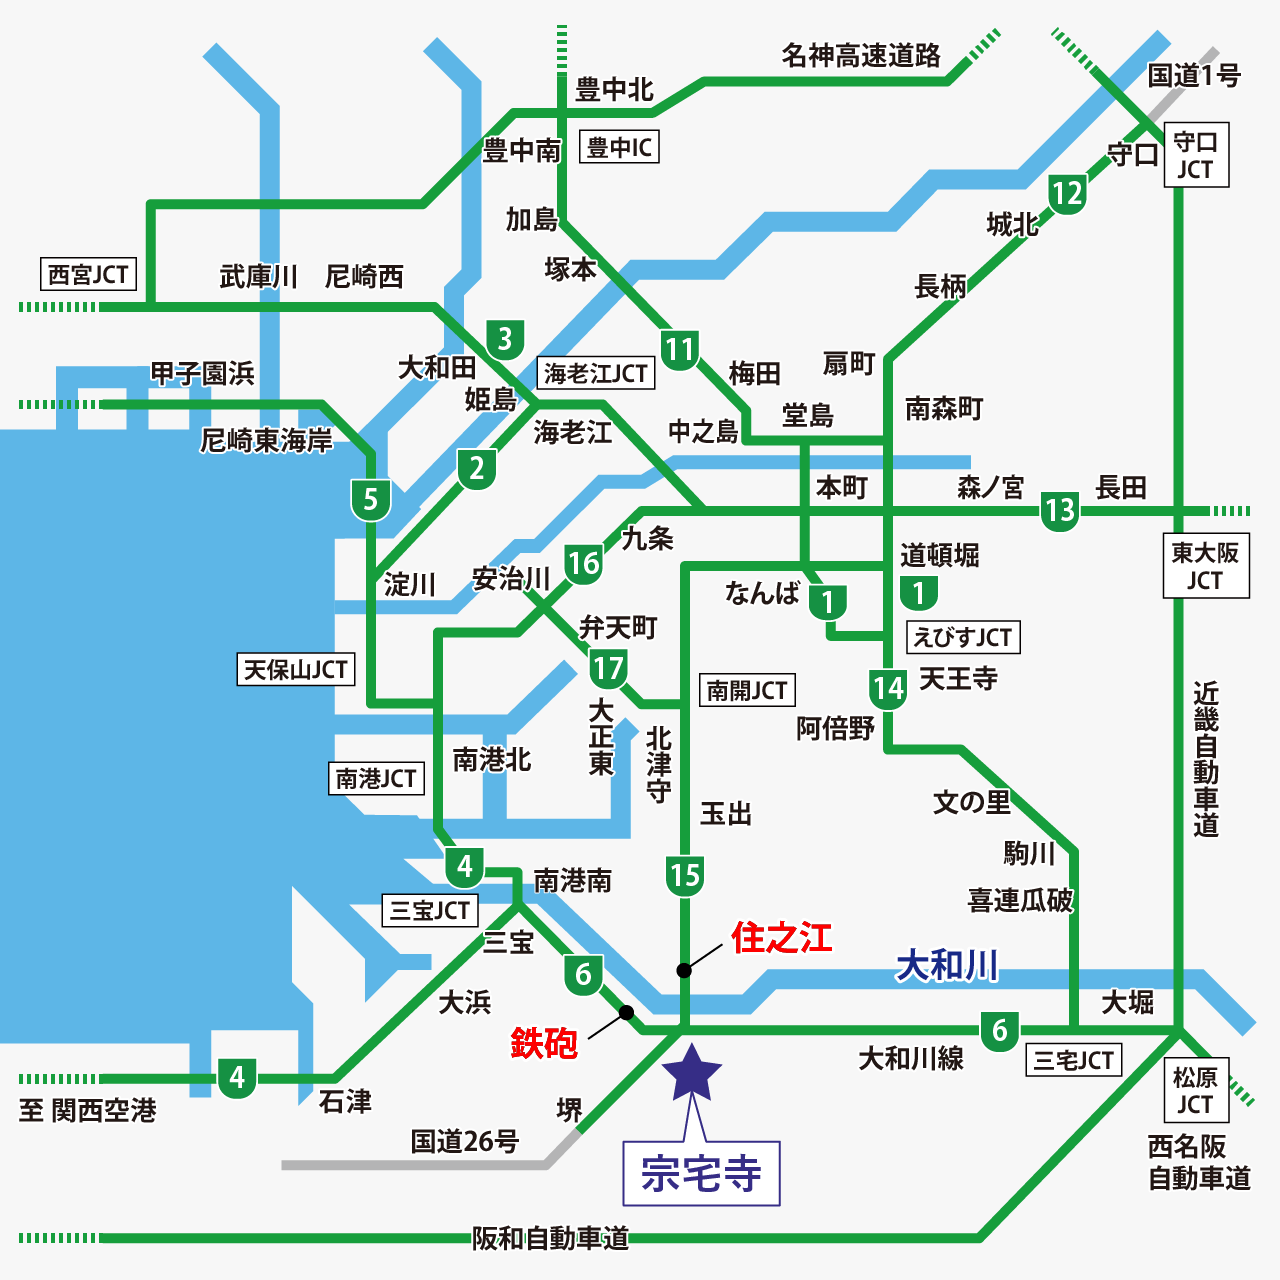 名神高速道路
国道1号
豊中北
豊中南
豊中IC
守口
守口
JCT
12
加島
城北
塚本
西宮JCT
武庫川
尼崎西
長柄
3
11
大和田
海老江JCT
梅田
扇町
甲子園浜
姫島
南森町
堂島
尼崎東海岸
海老江
中之島
2
5
本町
森ノ宮
長田
13
九条
16
道頓堀
東大阪
JCT
淀川
安治川
なんば
1
1
弁天町
えびすJCT
天保山JCT
17
南開JCT
14
天王寺
大正東
北津守
阿倍野
近畿自動車道
南港北
南港JCT
文の里
玉出
駒川
4
南港南
15
喜連瓜破
三宝JCT
三宝
住之江
大和川
6
大浜
大堀
鉄砲
6
大和川線
三宅JCT
4
松原
JCT
至 関西空港
石津
堺
国道26号
西名阪
自動車道
宗宅寺
阪和自動車道